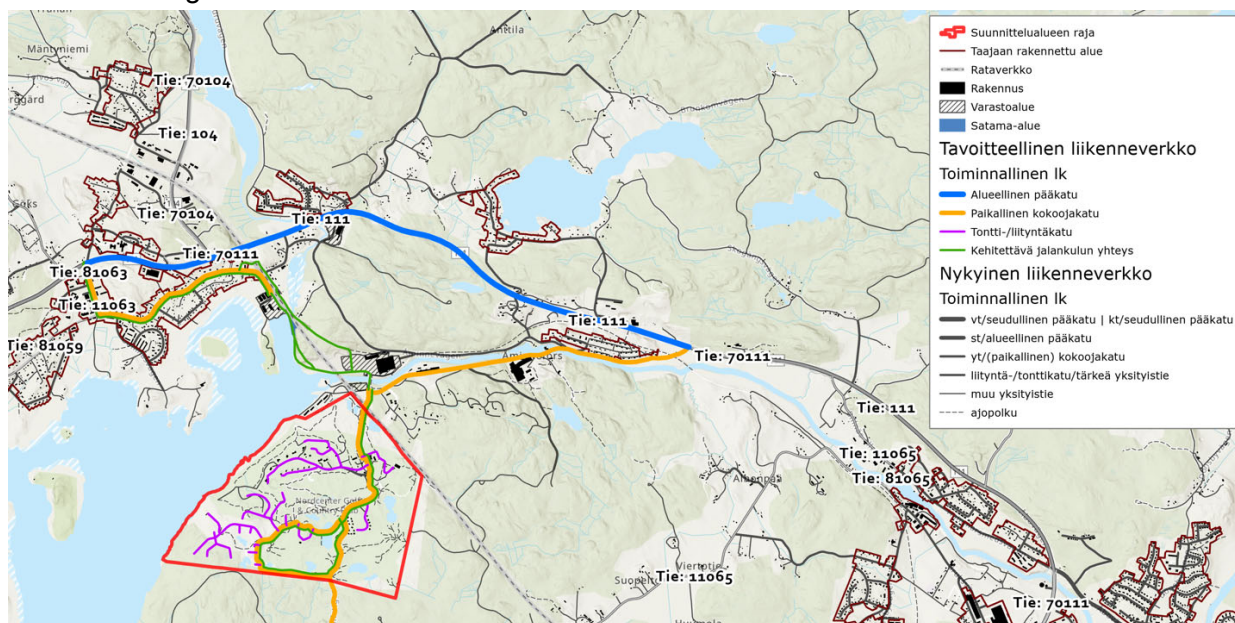 Mäntyniemi
Anttila
Tie: 70104
Tie: 104
Tie: 70104
Tie: 111
Tie: 70111
Tie: 81063
Tie: 11063
Tie: 81059
Tie: 111
Tie: 70111
Tie: 111
Tie: 11065
Tie: 81065
Nordcenter Golf
& Country
Viertotie
Tie: 11065
Tie: 70111
Suunnittelualueen raja
Taajaan rakennettu alue
Rataverkko
Rakennus
Varastoalue
Satama-alue
Tavoitteellinen liikenneverkko
Toiminnallinen lk
Alueellinen pääkatu
Paikallinen kokoojakatu
Tontti-/liityntäkatu
Kehitettävä jalankulun yhteys
Nykyinen liikenneverkko
Toiminnallinen lk
vt/seudullinen pääkatu | kt/seudullinen pääkatu
st/alueellinen pääkatu
yt/(paikallinen) kokoojakatu
liityntä-/tonttikatu/tärkeä yksityistie
muu yksityistie
ajopolku